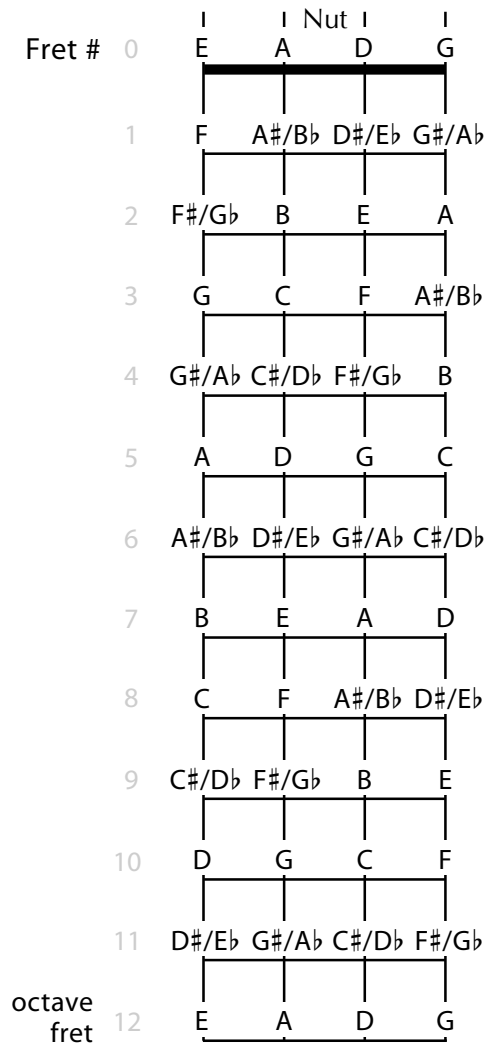 Nut
Fret # 0 E A D G
1 F A♯/B♭ D♯/E♭ G♯/A♭
2 F♯/G♭ B E A
3 G C F A♯/B♭
4 G♯/A♭ C♯/D♭ F♯/G♭ B
5 A D G C
6 A♯/B♭ D♯/E♭ G♯/A♭ C♯/D♭
7 B E A D
8 C F A♯/B♭ D♯/E♭
9 C♯/D♭ F♯/G♭ B E
10 D G C F
11 D♯/E♭ G♯/A♭ C♯/D♭ F♯/G♭
octave
fret 12 E A D G